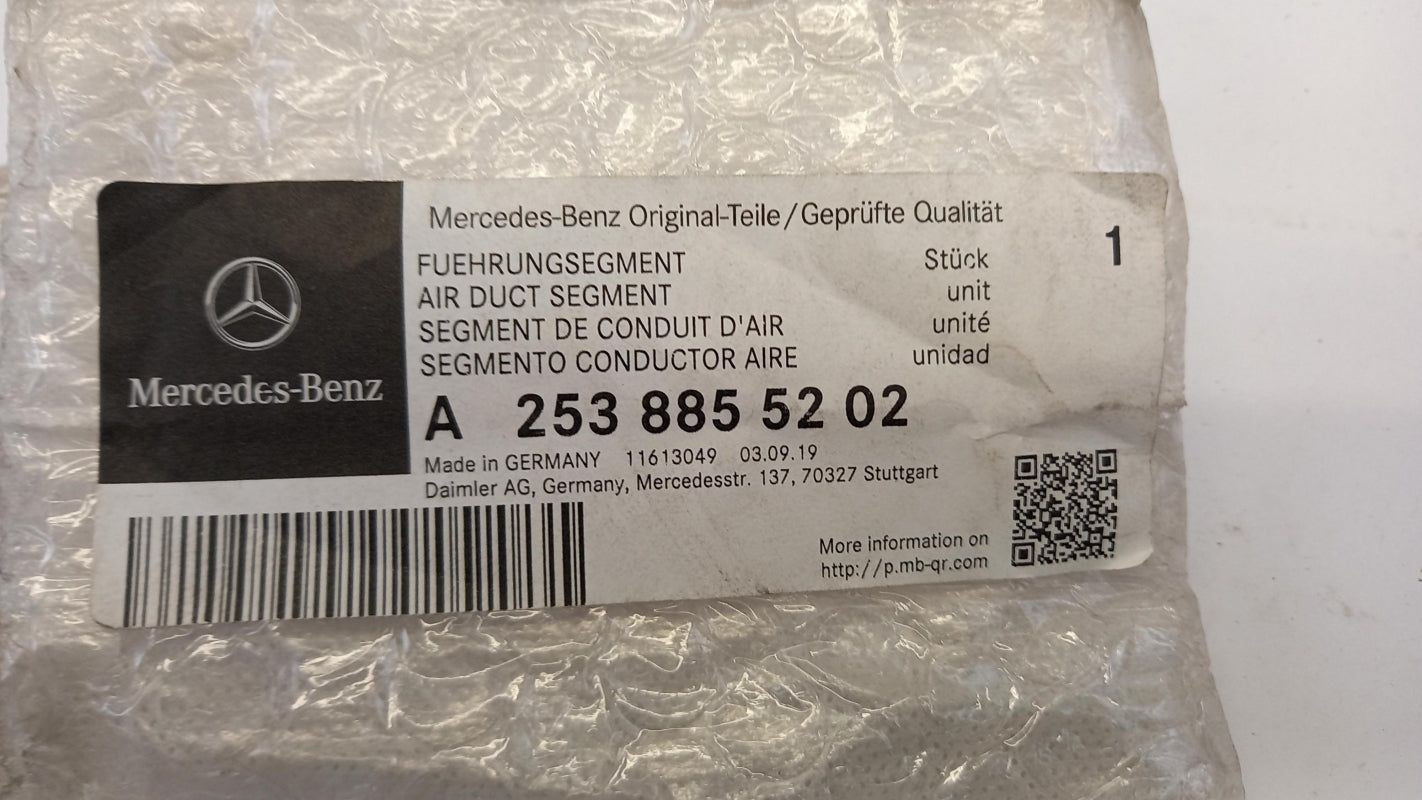 Mercedes-Benz
Mercedes-Benz Original-Teile/Geprüfte Qualität
FUEHRUNGSEGMENT Stück 1
AIR DUCT SEGMENT unit
SEGMENT DE CONDUIT D'AIR unité
SEGMENTO CONDUCTOR AIRE unidad
A 253 885 52 02
Made in GERMANY 11613049 03.09.19
Daimler AG, Germany, Mercedesstr. 137, 70327 Stuttgart
More information on
http://p.mb-qr.com